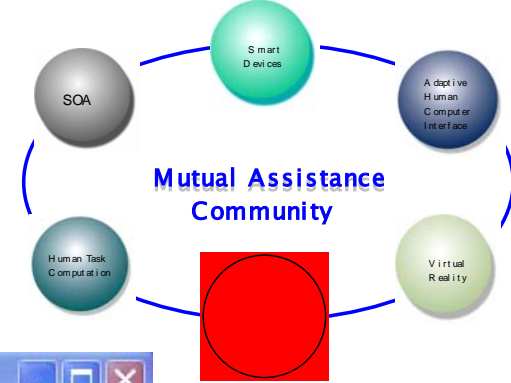 Smart
Devices
SOA
Adaptive
Human
Computer
Interface
Mutual Assistance
Community
Human Task
Computation
Virtual
Reality